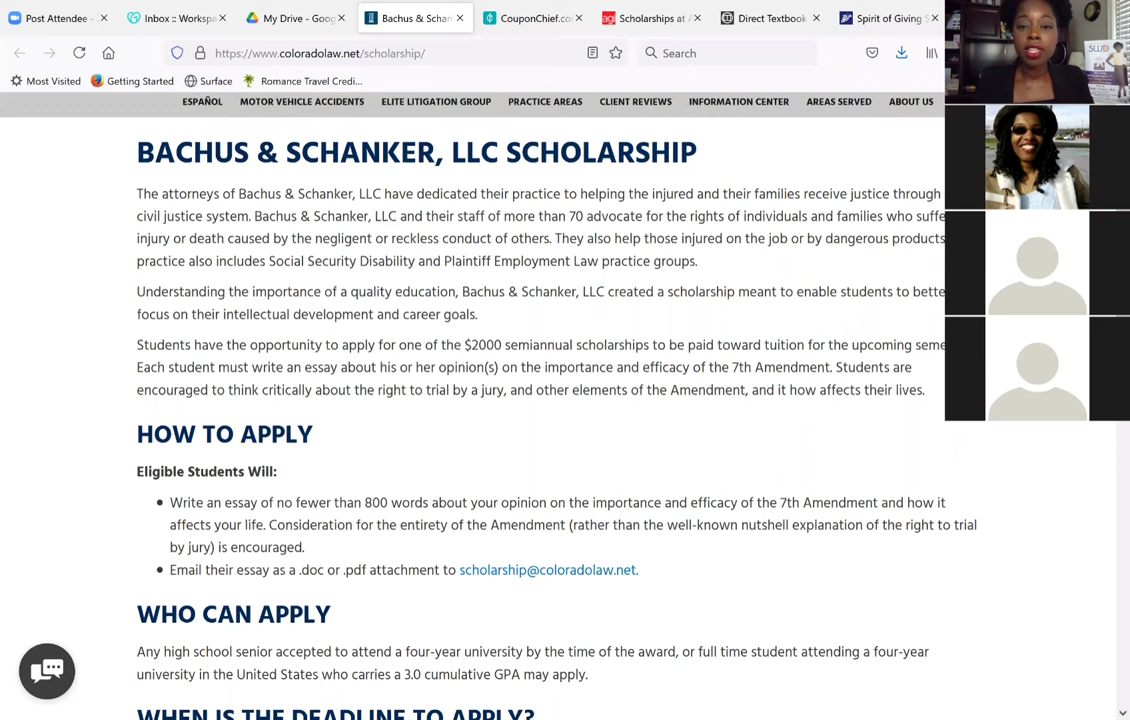 Post Attendee - Inbox :: Workspa My Drive - Goog Bachus & Schan CouponChief.co Scholarships at A Direct Textbook Spirit of Giving S
https://www.coloradolaw.net/scholarship/ Search
Most Visited Getting Started Surface Romance Travel Credi...
ESPAÑOL MOTOR VEHICLE ACCIDENTS ELITE LITIGATION GROUP PRACTICE AREAS CLIENT REVIEWS INFORMATION CENTER AREAS SERVED ABOUT US
BACHUS & SCHANKER, LLC SCHOLARSHIP
The attorneys of Bachus & Schanker, LLC have dedicated their practice to helping the injured and their families receive justice through
civil justice system. Bachus & Schanker, LLC and their staff of more than 70 advocate for the rights of individuals and families who suffe
injury or death caused by the negligent or reckless conduct of others. They also help those injured on the job or by dangerous products
practice also includes Social Security Disability and Plaintiff Employment Law practice groups.
Understanding the importance of a quality education, Bachus & Schanker, LLC created a scholarship meant to enable students to bette
focus on their intellectual development and career goals.
Students have the opportunity to apply for one of the $2000 semiannual scholarships to be paid toward tuition for the upcoming seme
Each student must write an essay about his or her opinion(s) on the importance and efficacy of the 7th Amendment. Students are
encouraged to think critically about the right to trial by a jury, and other elements of the Amendment, and it how affects their lives.
HOW TO APPLY
Eligible Students Will:
Write an essay of no fewer than 800 words about your opinion on the importance and efficacy of the 7th Amendment and how it
affects your life. Consideration for the entirety of the Amendment (rather than the well-known nutshell explanation of the right to trial
by jury) is encouraged.
Email their essay as a .doc or .pdf attachment to scholarship@coloradolaw.net.
WHO CAN APPLY
Any high school senior accepted to attend a four-year university by the time of the award, or full time student attending a four-year
university in the United States who carries a 3.0 cumulative GPA may apply.
WHEN IS THE DEADLINE TO APPLY?